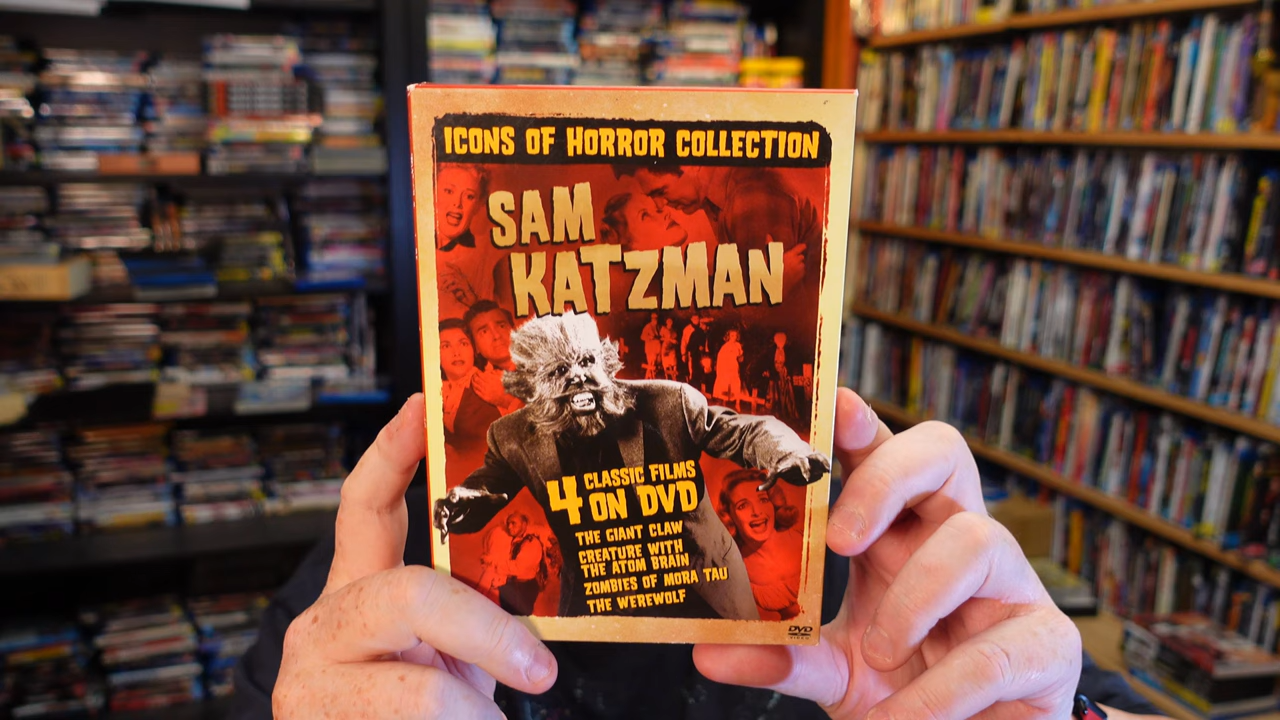 ICONS OF HORROR COLLECTION
SAM
KATZMAN
4 CLASSIC FILMS
ON DVD
THE GIANT CLAW
CREATURE WITH
THE ATOM BRAIN
ZOMBIES OF MORA TAU
THE WEREWOLF
DVD
VIDEO